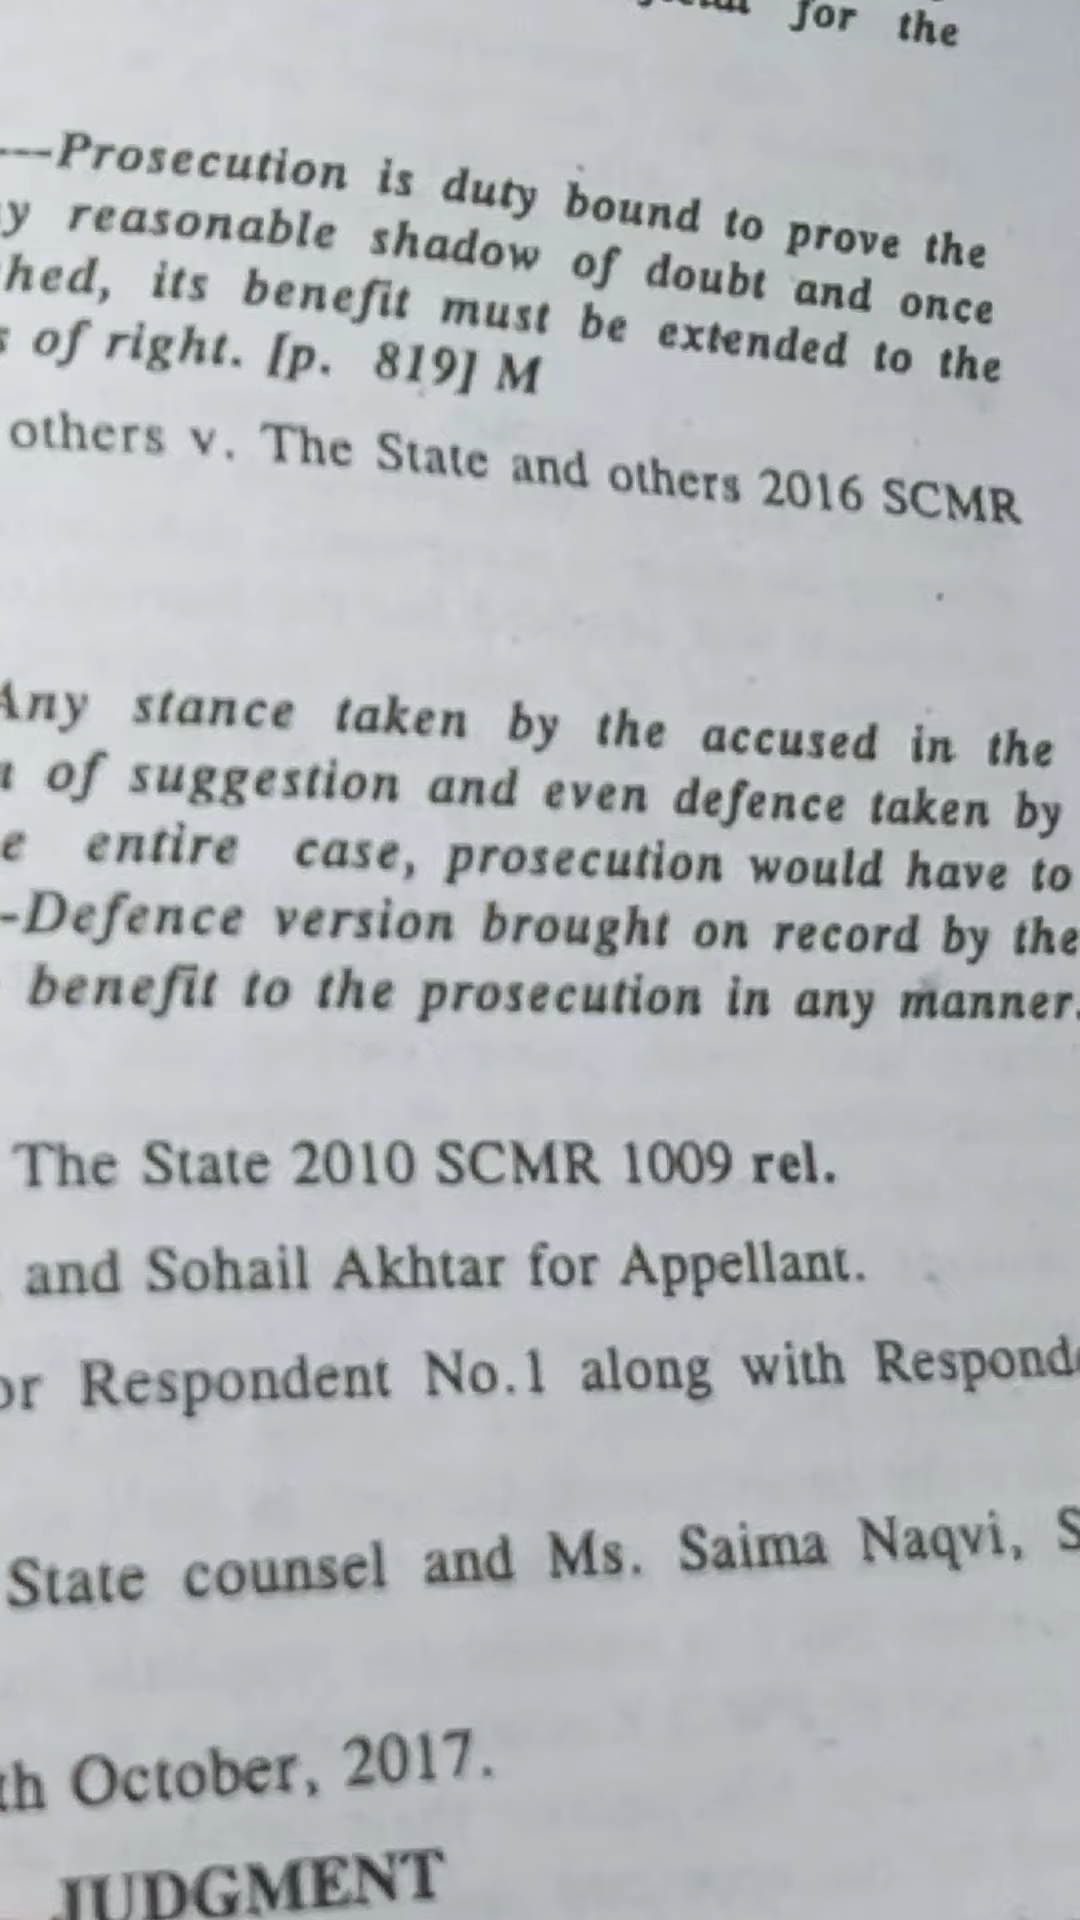 for the
---Prosecution is duty bound to prove the
y reasonable shadow of doubt and once
hed, its benefit must be extended to the
s of right. [p. 819] M
others v. The State and others 2016 SCMR
Any stance taken by the accused in the
of suggestion and even defence taken by
e entire case, prosecution would have to
-Defence version brought on record by the
benefit to the prosecution in any manner.
The State 2010 SCMR 1009 rel.
and Sohail Akhtar for Appellant.
or Respondent No.1 along with Responde
State counsel and Ms. Saima Naqvi, S
th October, 2017.
JUDGMENT